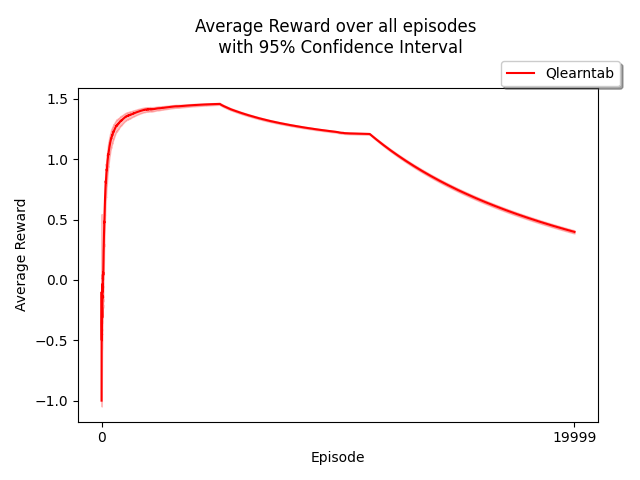 Average Reward over all episodes
with 95% Confidence Interval
Qlearntab
1.5
1.0
0.5
0.0
−0.5
−1.0
Average Reward
0
19999
Episode